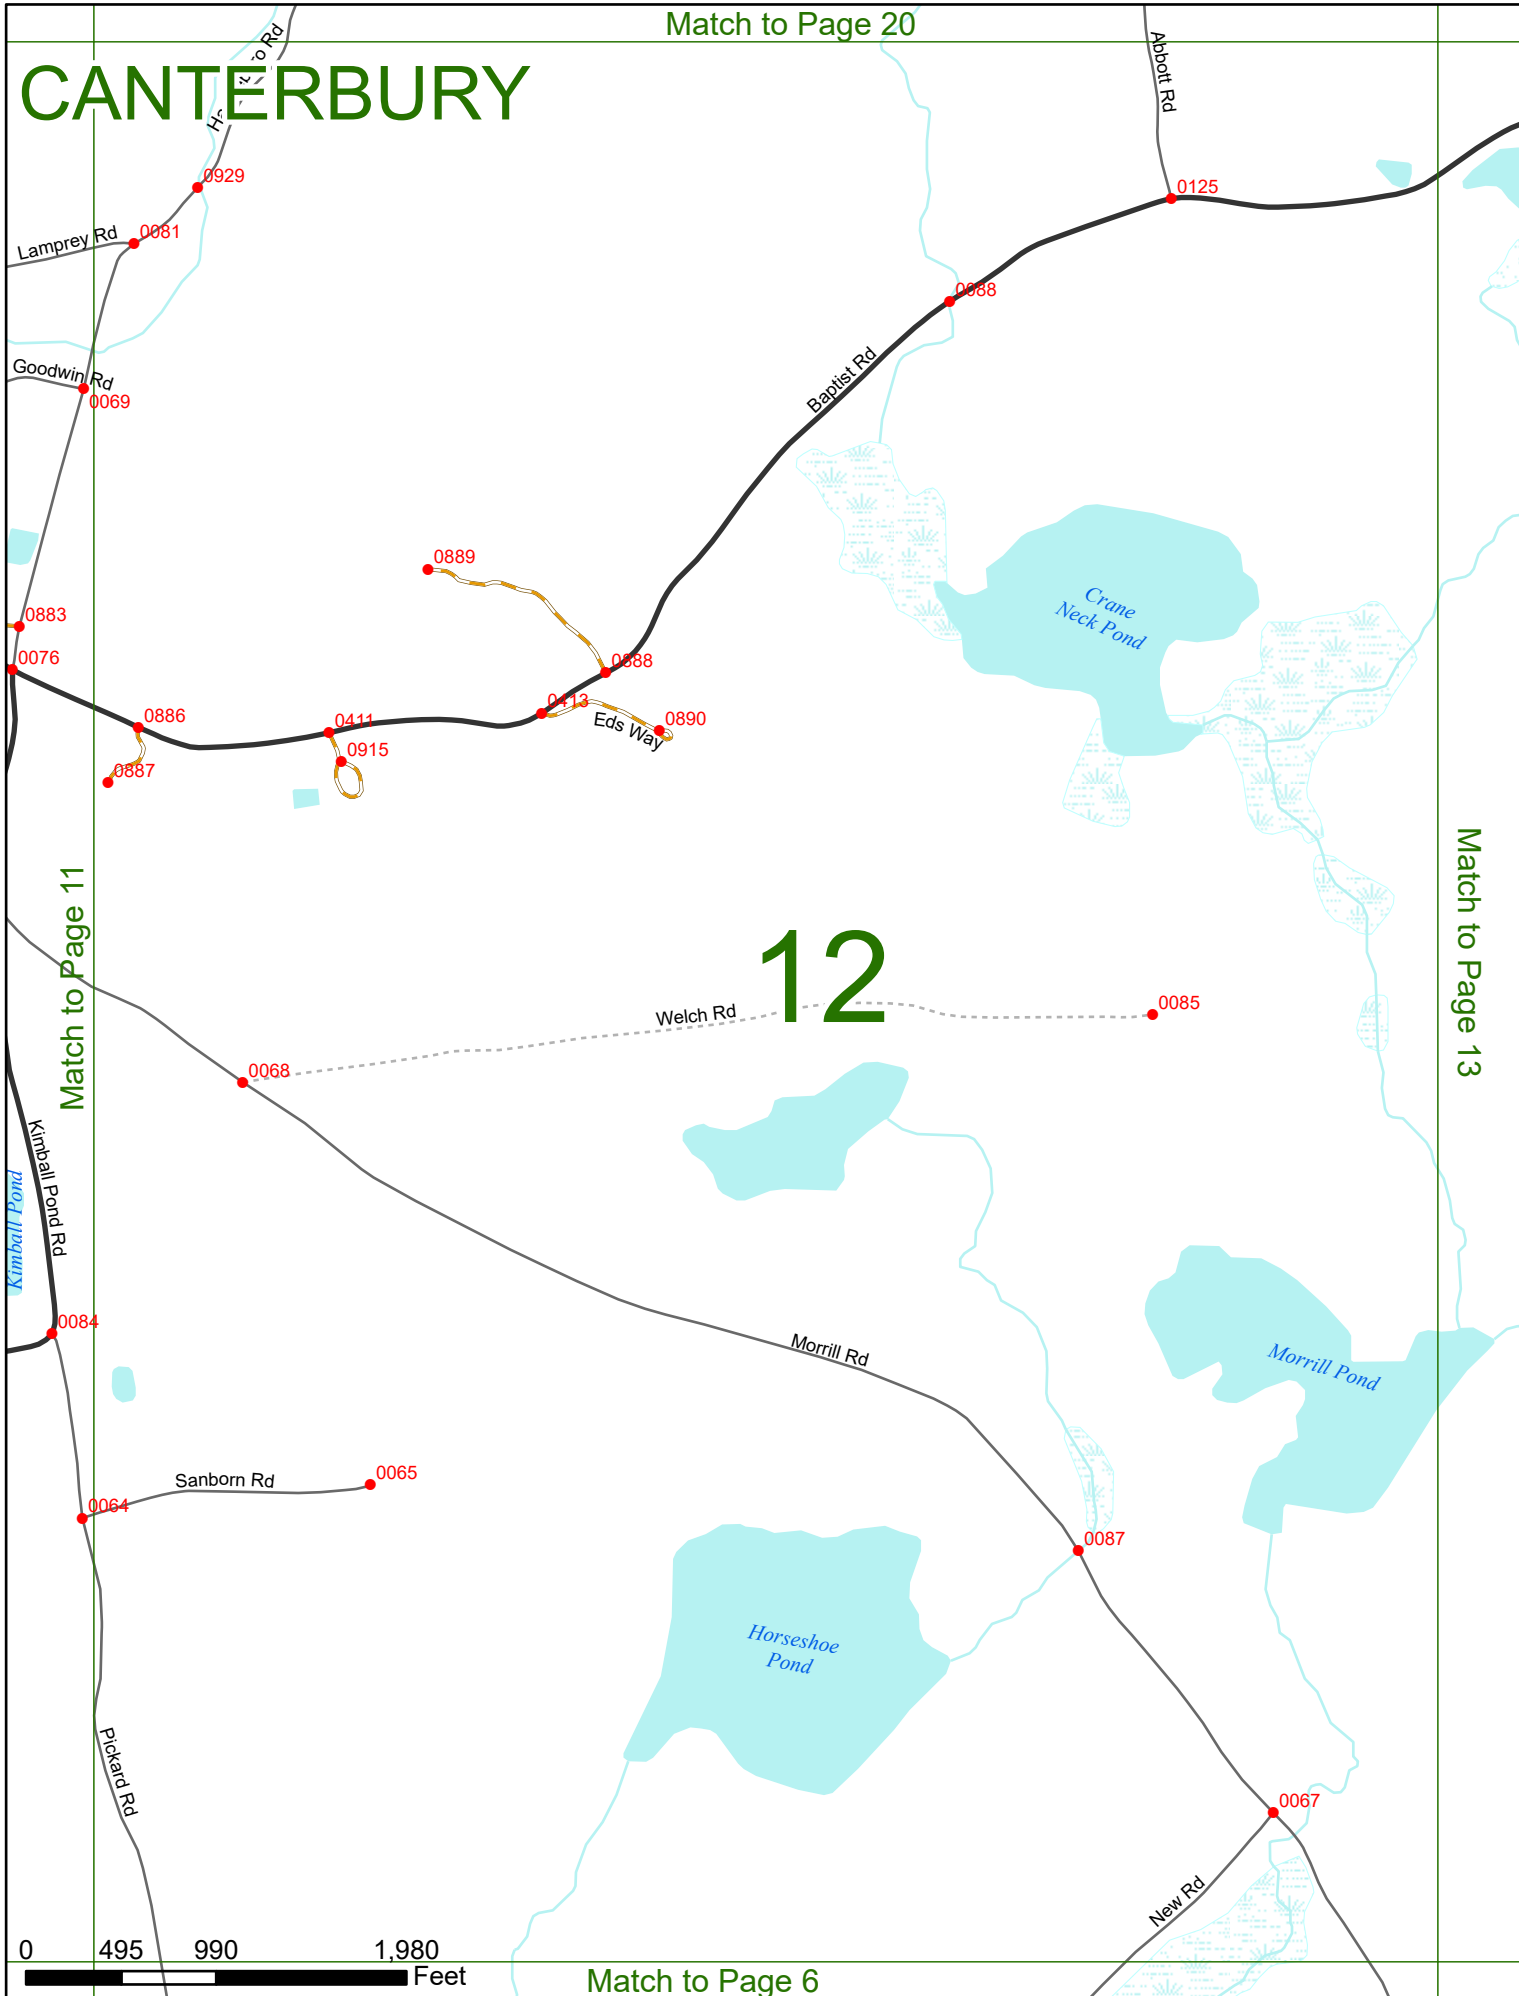 Match to Page 20
CANTERBURY
Abbott Rd
0929
0125
0081
Lamprey Rd
0088
Goodwin Rd
0069
Baptist Rd
0889
Crane
Neck Pond
0883
0076
0888
0413
0886
0411
0890
Eds Way
0915
0887
Match to Page 11
Match to Page 13
12
Welch Rd
0085
0068
Kimball Pond Rd
Kimball Pond
0084
Morrill Rd
Morrill Pond
0065
Sanborn Rd
0064
0087
Horseshoe
Pond
Pickard Rd
0067
New Rd
0 495 990 1,980
Feet
Match to Page 6